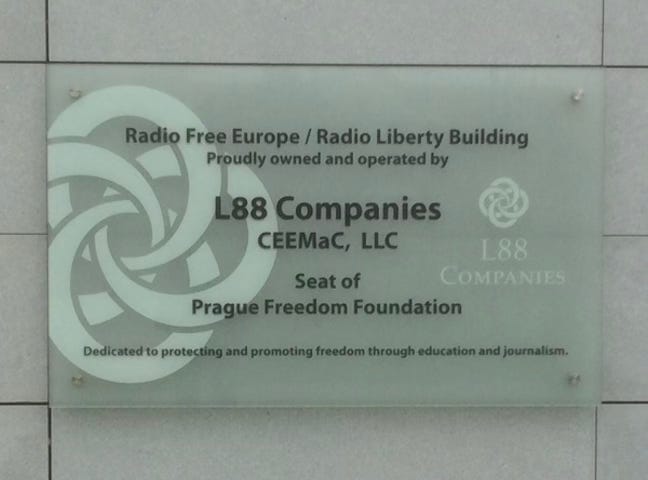 Radio Free Europe / Radio Liberty Building
Proudly owned and operated by
L88 Companies
CEEMaC, LLC
Seat of
Prague Freedom Foundation
Dedicated to protecting and promoting freedom through education and journalism.
L88
COMPANIES